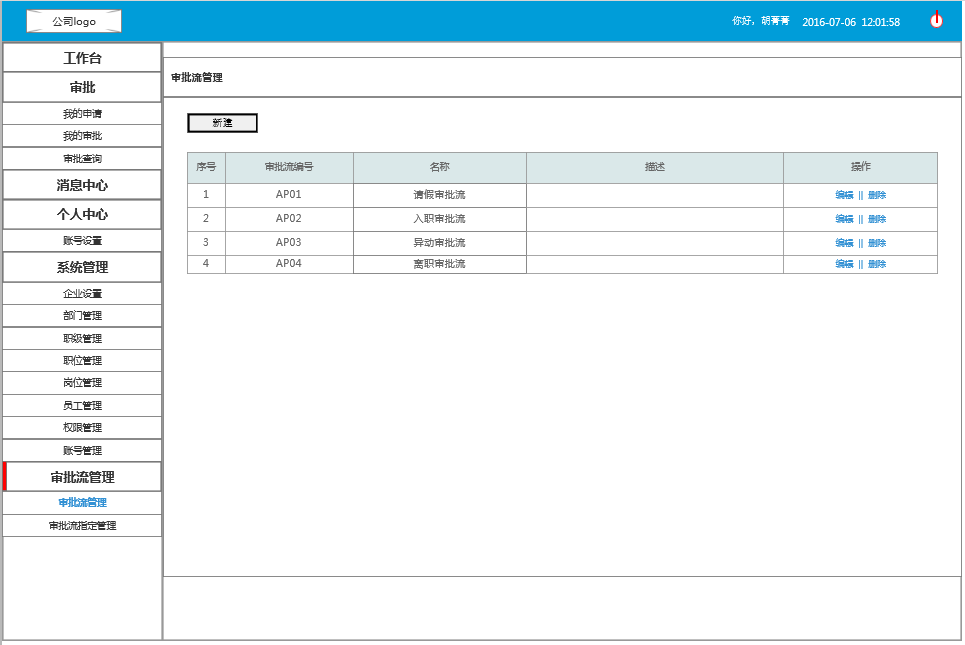 公司logo
你好，胡菁菁 2016-07-06 12:01:58
工作台
审批
我的申请
我的审批
审批查询
消息中心
个人中心
账号设置
系统管理
企业设置
部门管理
职级管理
职位管理
岗位管理
员工管理
权限管理
账号管理
审批流管理
审批流管理
审批流指定管理
审批流管理
新建
序号 审批流编号 名称 描述 操作
1 AP01 请假审批流 编辑 || 删除
2 AP02 入职审批流 编辑 || 删除
3 AP03 异动审批流 编辑 || 删除
4 AP04 离职审批流 编辑 || 删除